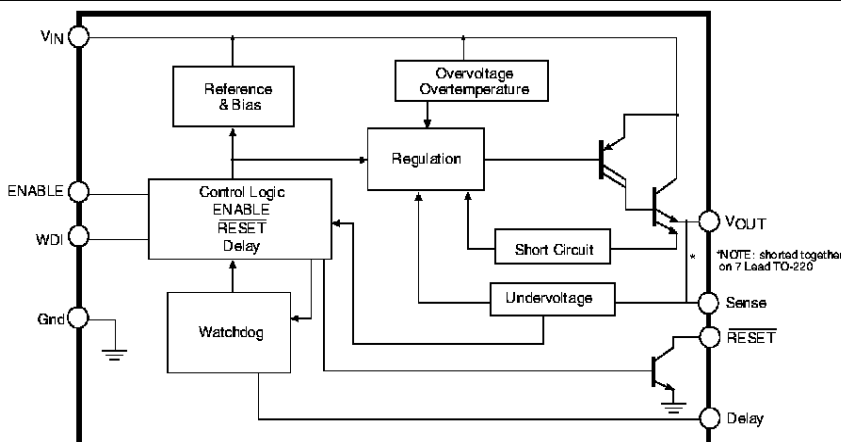 VIN
Overvoltage
Overtemperature
Reference
& Bias
Regulation
ENABLE
Control Logic
ENABLE
RESET
Delay
WDI
VOUT
Short Circuit
*
*NOTE: shorted together
on 7 Lead TO-220
Undervoltage
Sense
Gnd
Watchdog
RESET
Delay